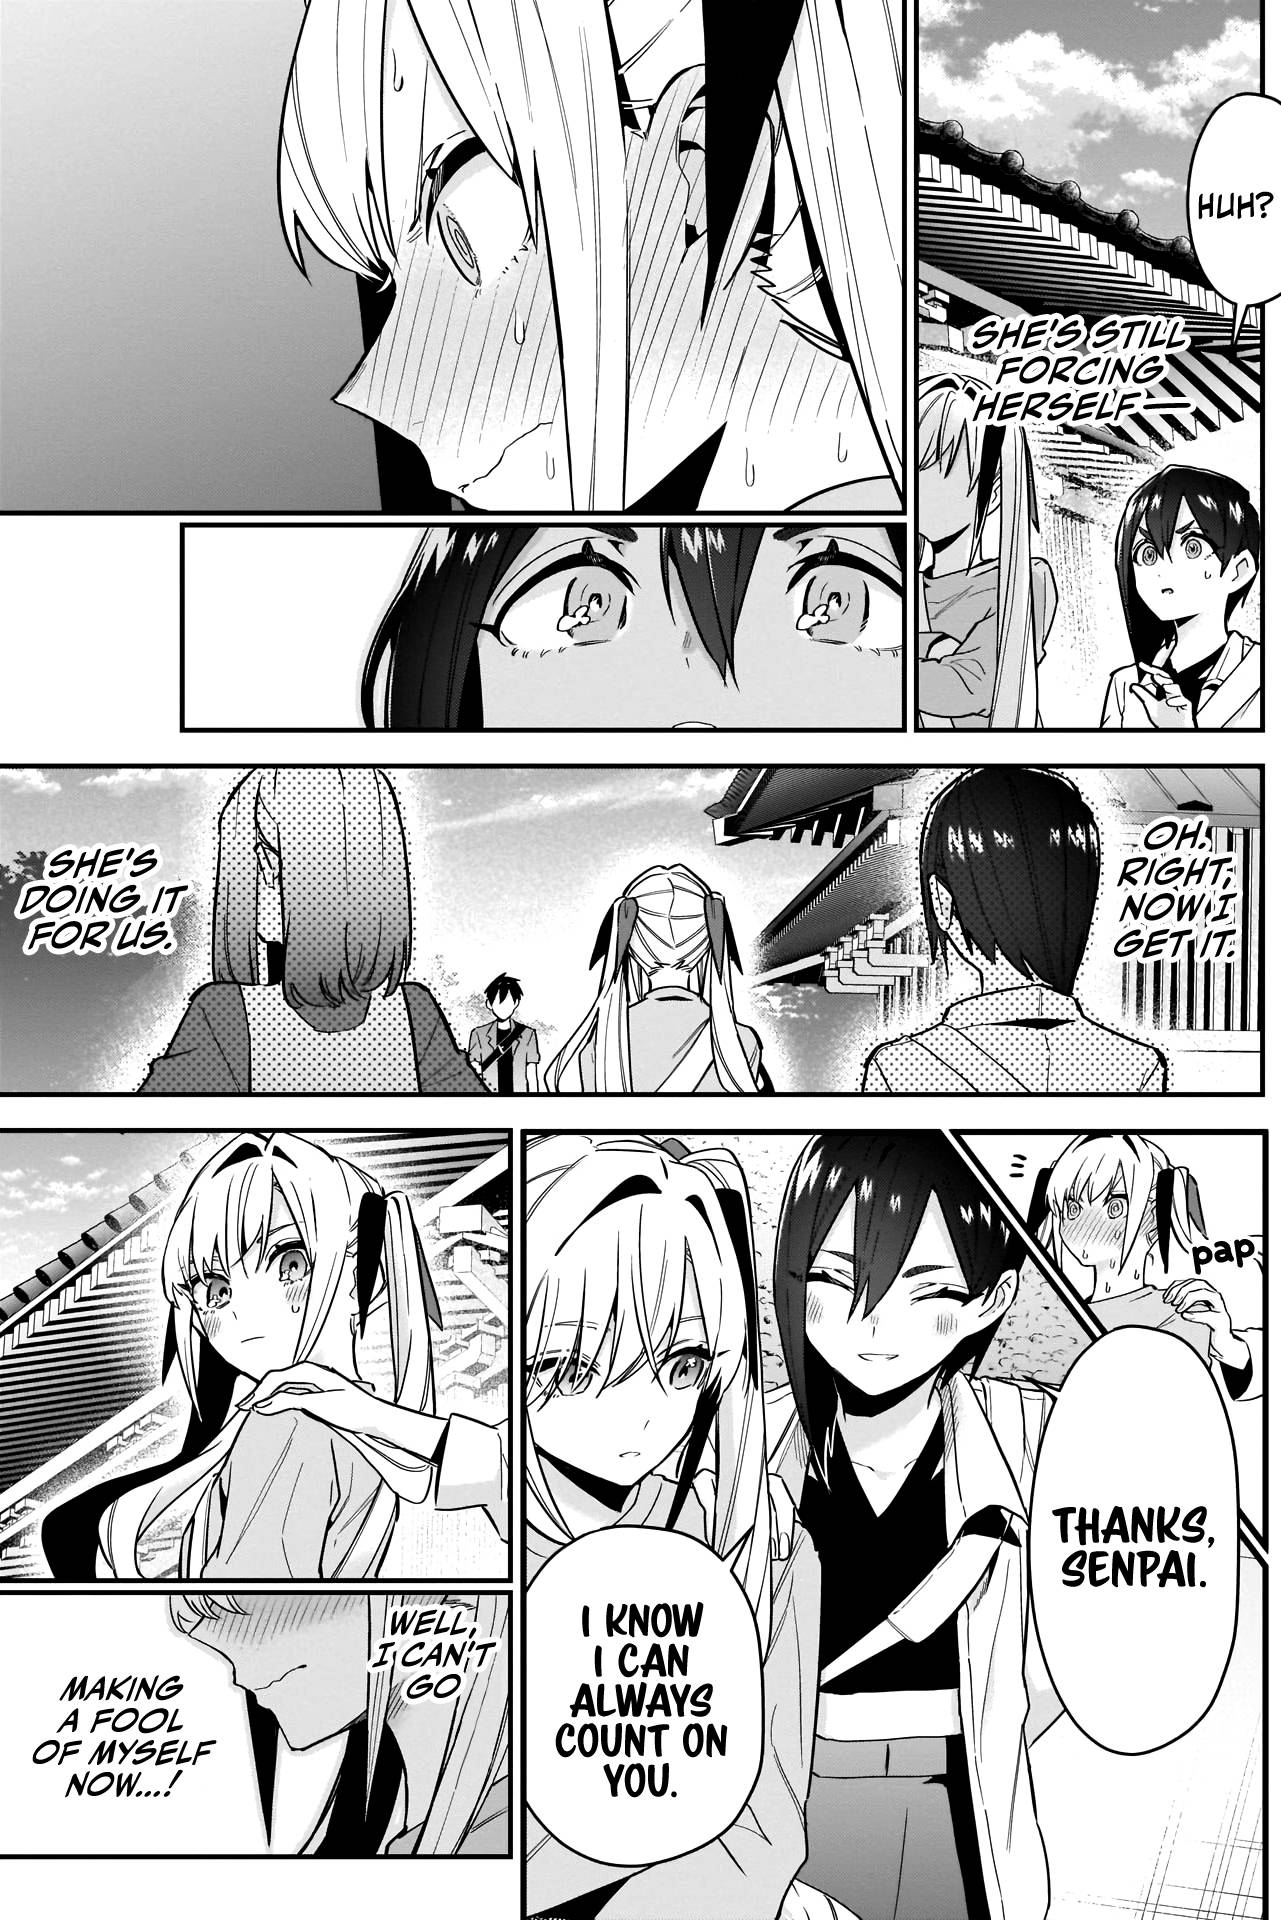 HUH?
SHE'S STILL
FORCING
HERSELF—
OH.
RIGHT,
NOW I
GET IT.
SHE'S
DOING IT
FOR US.
pap
THANKS,
SENPAI.
I KNOW
I CAN
ALWAYS
COUNT ON
YOU.
WELL,
I CAN'T
GO
MAKING
A FOOL
OF MYSELF
NOW...!